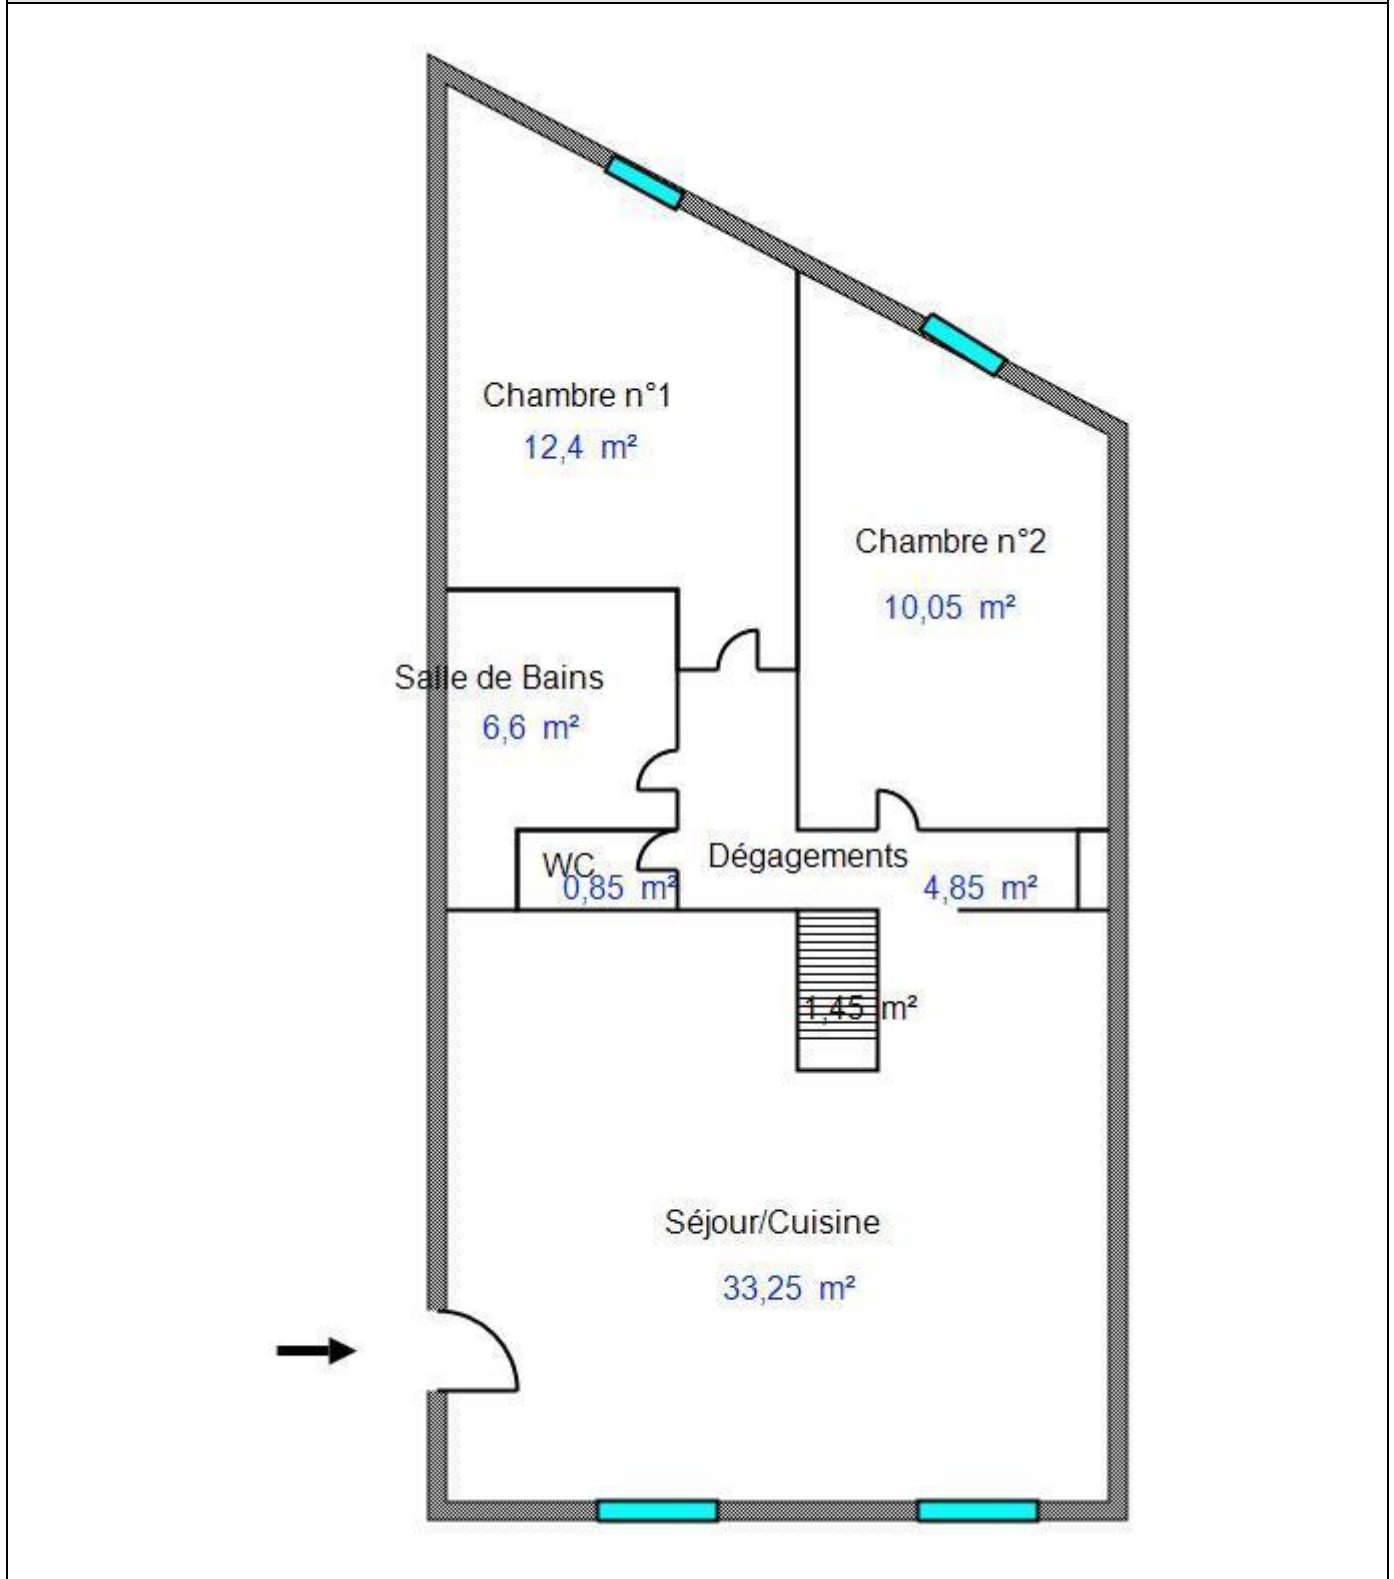 Chambre n°1
12,4 m²
Chambre n°2
10,05 m²
Salle de Bains
6,6 m²
WC
0,85 m²
Dégagements
4,85 m²
1,45 m²
Séjour/Cuisine
33,25 m²